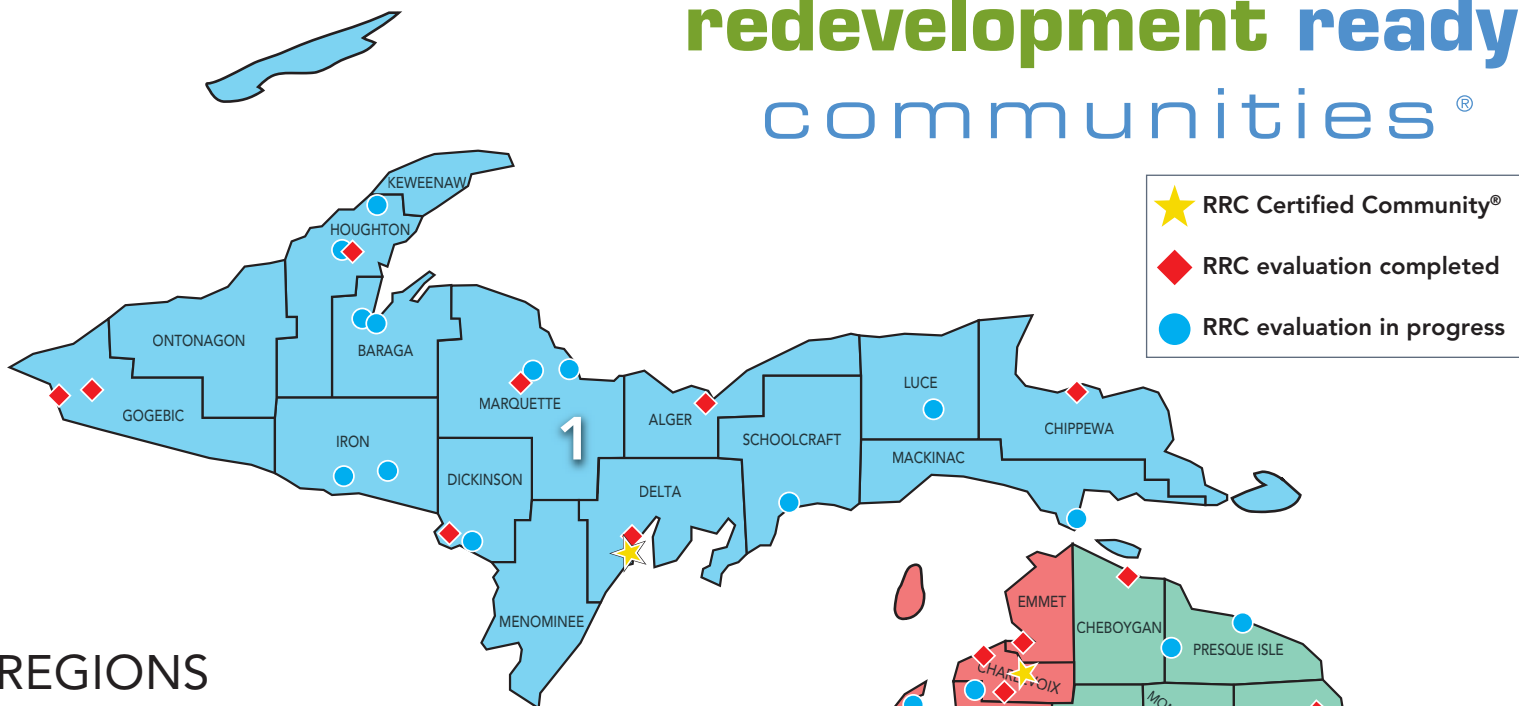 redevelopment ready
communities®
RRC Certified Community®
RRC evaluation completed
RRC evaluation in progress
KEWEENAW
HOUGHTON
ONTONAGON
BARAGA
GOGEBIC
IRON
MARQUETTE
1
DICKINSON
ALGER
DELTA
SCHOOLCRAFT
LUCE
MACKINAC
CHIPPEWA
MENOMINEE
EMMET
CHEBOYGAN
PRESQUE ISLE
REGIONS